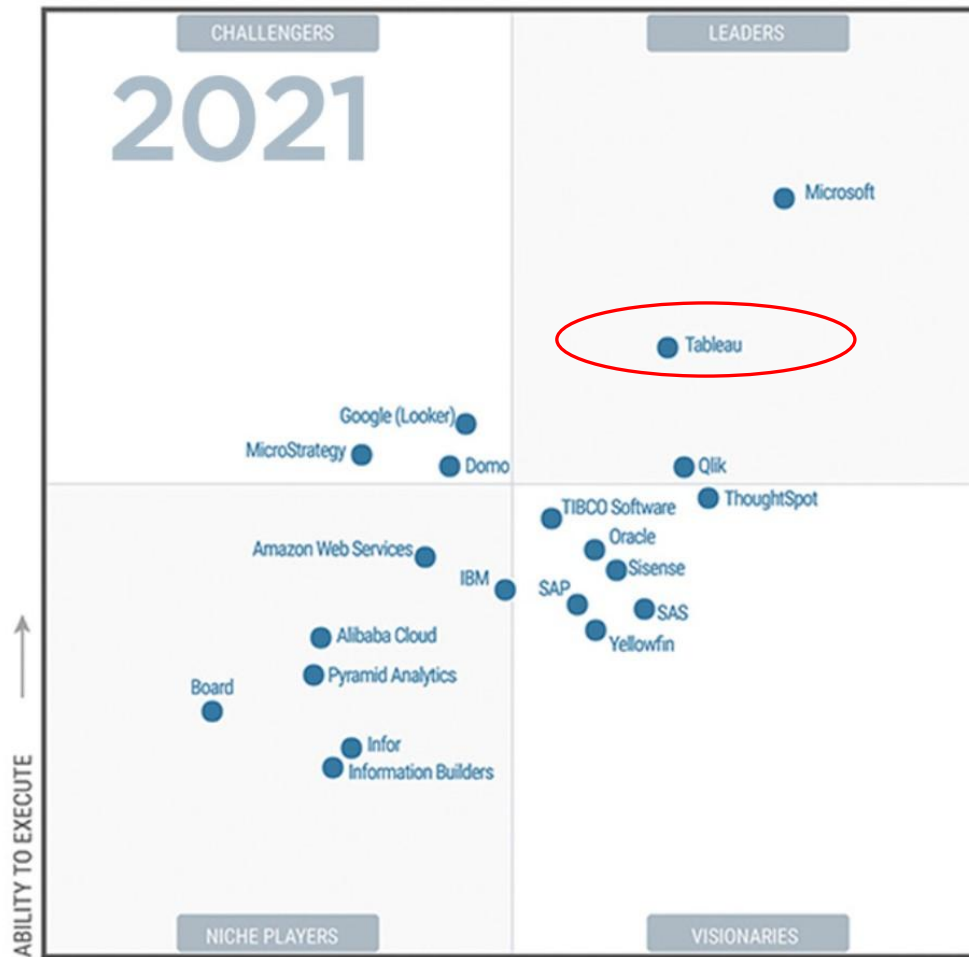 CHALLENGERS
LEADERS
2021
Microsoft
Tableau
Google (Looker)
MicroStrategy
Domo
Qlik
ThoughtSpot
TIBCO Software
Oracle
Amazon Web Services
Sisense
IBM
SAP
SAS
Yellowfin
Alibaba Cloud
Pyramid Analytics
Board
Infor
Information Builders
ABILITY TO EXECUTE
NICHE PLAYERS
VISIONARIES